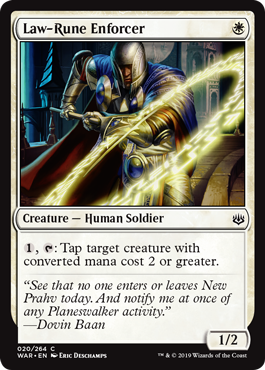 Law-Rune Enforcer
Creature — Human Soldier
1, T: Tap target creature with
converted mana cost 2 or greater.
“See that no one enters or leaves New
Prahv today. And notify me at once of
any Planeswalker activity.”
—Dovin Baan
1/2
020/264 C
WAR • EN Eric Deschamps
™ & © 2019 Wizards of the Coast